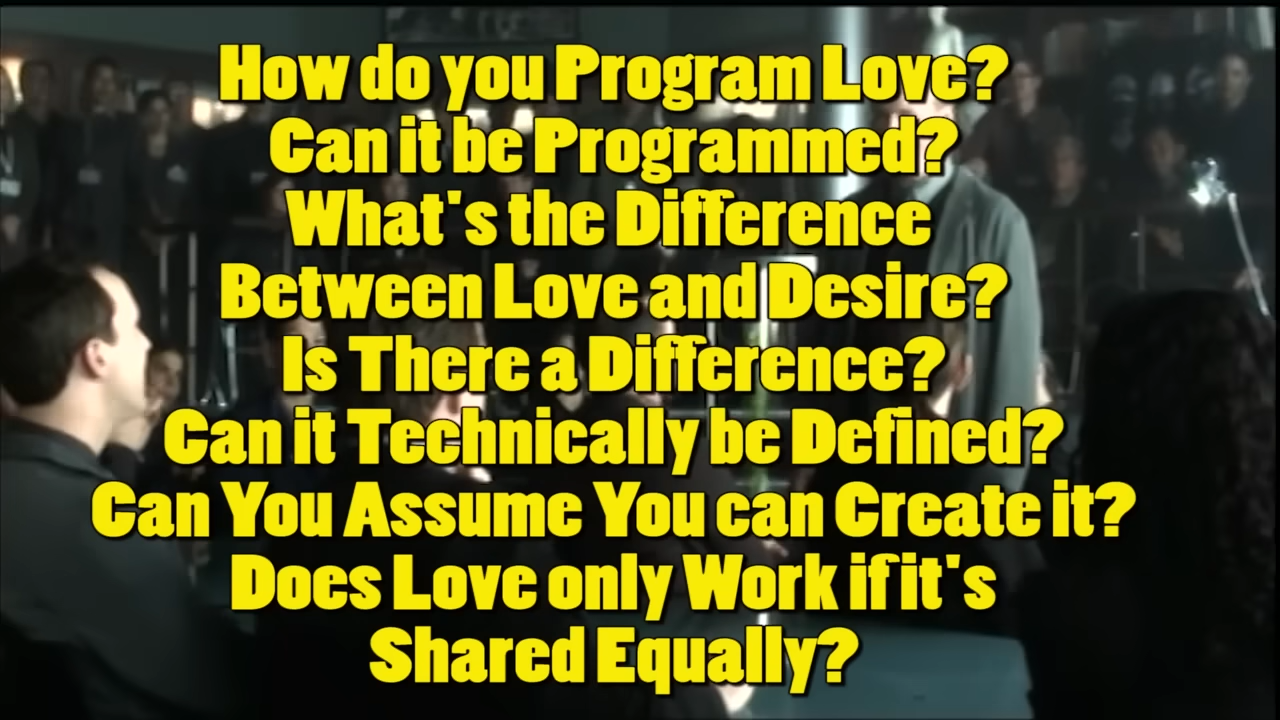 How do you Program Love?
Can it be Programmed?
What's the Difference
Between Love and Desire?
Is There a Difference?
Can it Technically be Defined?
Can You Assume You can Create it?
Does Love only Work if it's
Shared Equally?